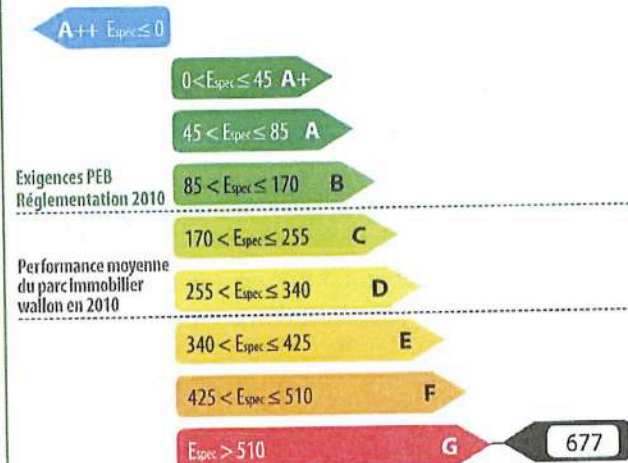 A++ Espec ≤ 0
0 < Espec ≤ 45 A+
45 < Espec ≤ 85 A
Exigences PEB
Réglementation 2010
85 < Espec ≤ 170 B
170 < Espec ≤ 255 C
Performance moyenne
du parc immobilier
wallon en 2010
255 < Espec ≤ 340 D
340 < Espec ≤ 425 E
425 < Espec ≤ 510 F
Espec > 510 G 677